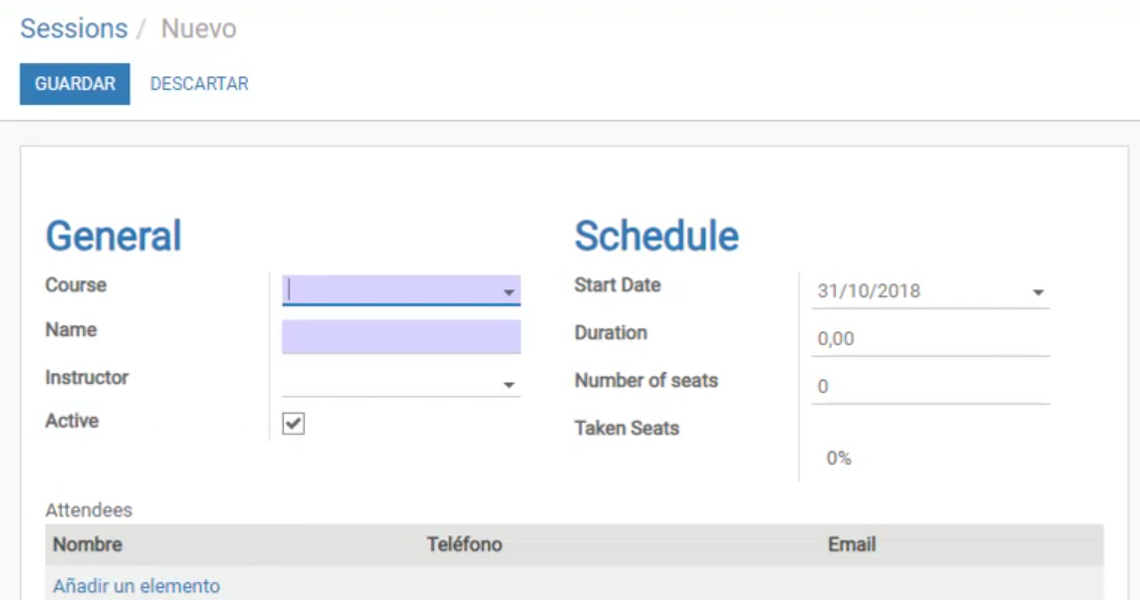 Sessions / Nuevo
GUARDAR DESCARTAR
General
Course
Name
Instructor
Active
Schedule
Start Date 31/10/2018
Duration 0,00
Number of seats 0
Taken Seats
0%
Attendees
Nombre Teléfono Email
Añadir un elemento